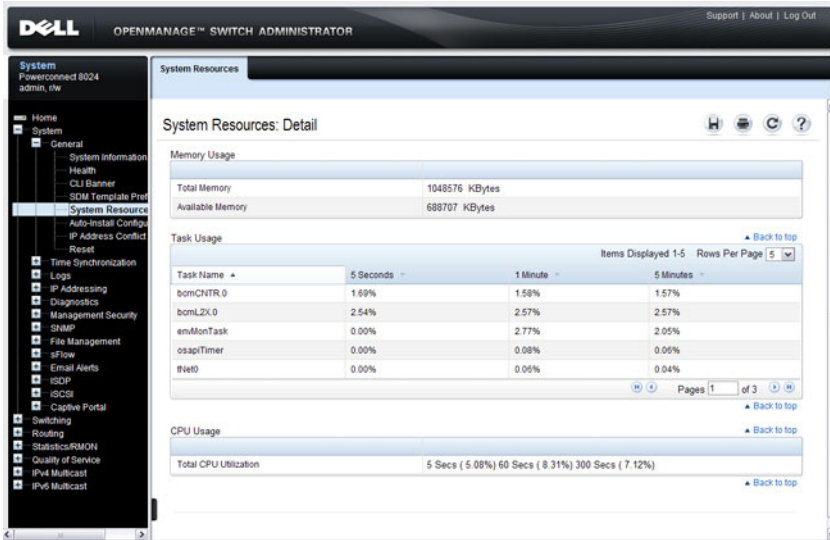 Support | About | Log Out
DELL
OPENMANAGE™ SWITCH ADMINISTRATOR
System
Powerconnect 8024
admin, r/w
System Resources
Home
System
General
System Information
Health
CLI Banner
SDM Template Pref
System Resource
Auto-Install Configu
IP Address Conflict
Reset
Time Synchronization
Logs
IP Addressing
Diagnostics
Management Security
SNMP
File Management
sFlow
Email Alerts
ISDP
iSCSI
Captive Portal
Switching
Routing
Statistics/RMON
Quality of Service
IPv4 Multicast
IPv6 Multicast
System Resources: Detail
Memory Usage
Total Memory 1048576 KBytes
Available Memory 688707 KBytes
Task Usage ▲ Back to top
Items Displayed 1-5 Rows Per Page 5
Task Name 5 Seconds 1 Minute 5 Minutes
bcmCNTR.0 1.69% 1.58% 1.57%
bcmL2X.0 2.54% 2.57% 2.57%
envMonTask 0.00% 2.77% 2.05%
osapiTimer 0.00% 0.08% 0.06%
tNet0 0.00% 0.06% 0.04%
Pages 1 of 3
▲ Back to top
CPU Usage ▲ Back to top
Total CPU Utilization 5 Secs ( 5.08%) 60 Secs ( 8.31%) 300 Secs ( 7.12%)
▲ Back to top